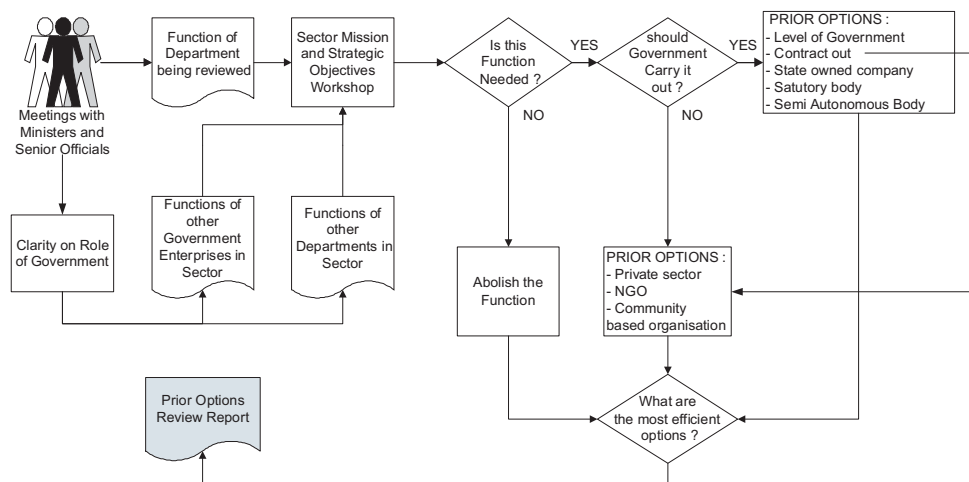 Meetings with
Ministers and
Senior Officials
Function of
Department
being reviewed
Sector Mission
and Strategic
Objectives
Workshop
Is this
Function
Needed ?
YES
NO
should
Government
Carry it
out ?
YES
NO
PRIOR OPTIONS :
- Level of Government
- Contract out
- State owned company
- Satutory body
- Semi Autonomous Body
Clarity on Role
of Government
Functions of
other
Government
Enterprises in
Sector
Functions of
other
Departments in
Sector
Abolish the
Function
PRIOR OPTIONS :
- Private sector
- NGO
- Community
based organisation
Prior Options
Review Report
What are
the most efficient
options ?